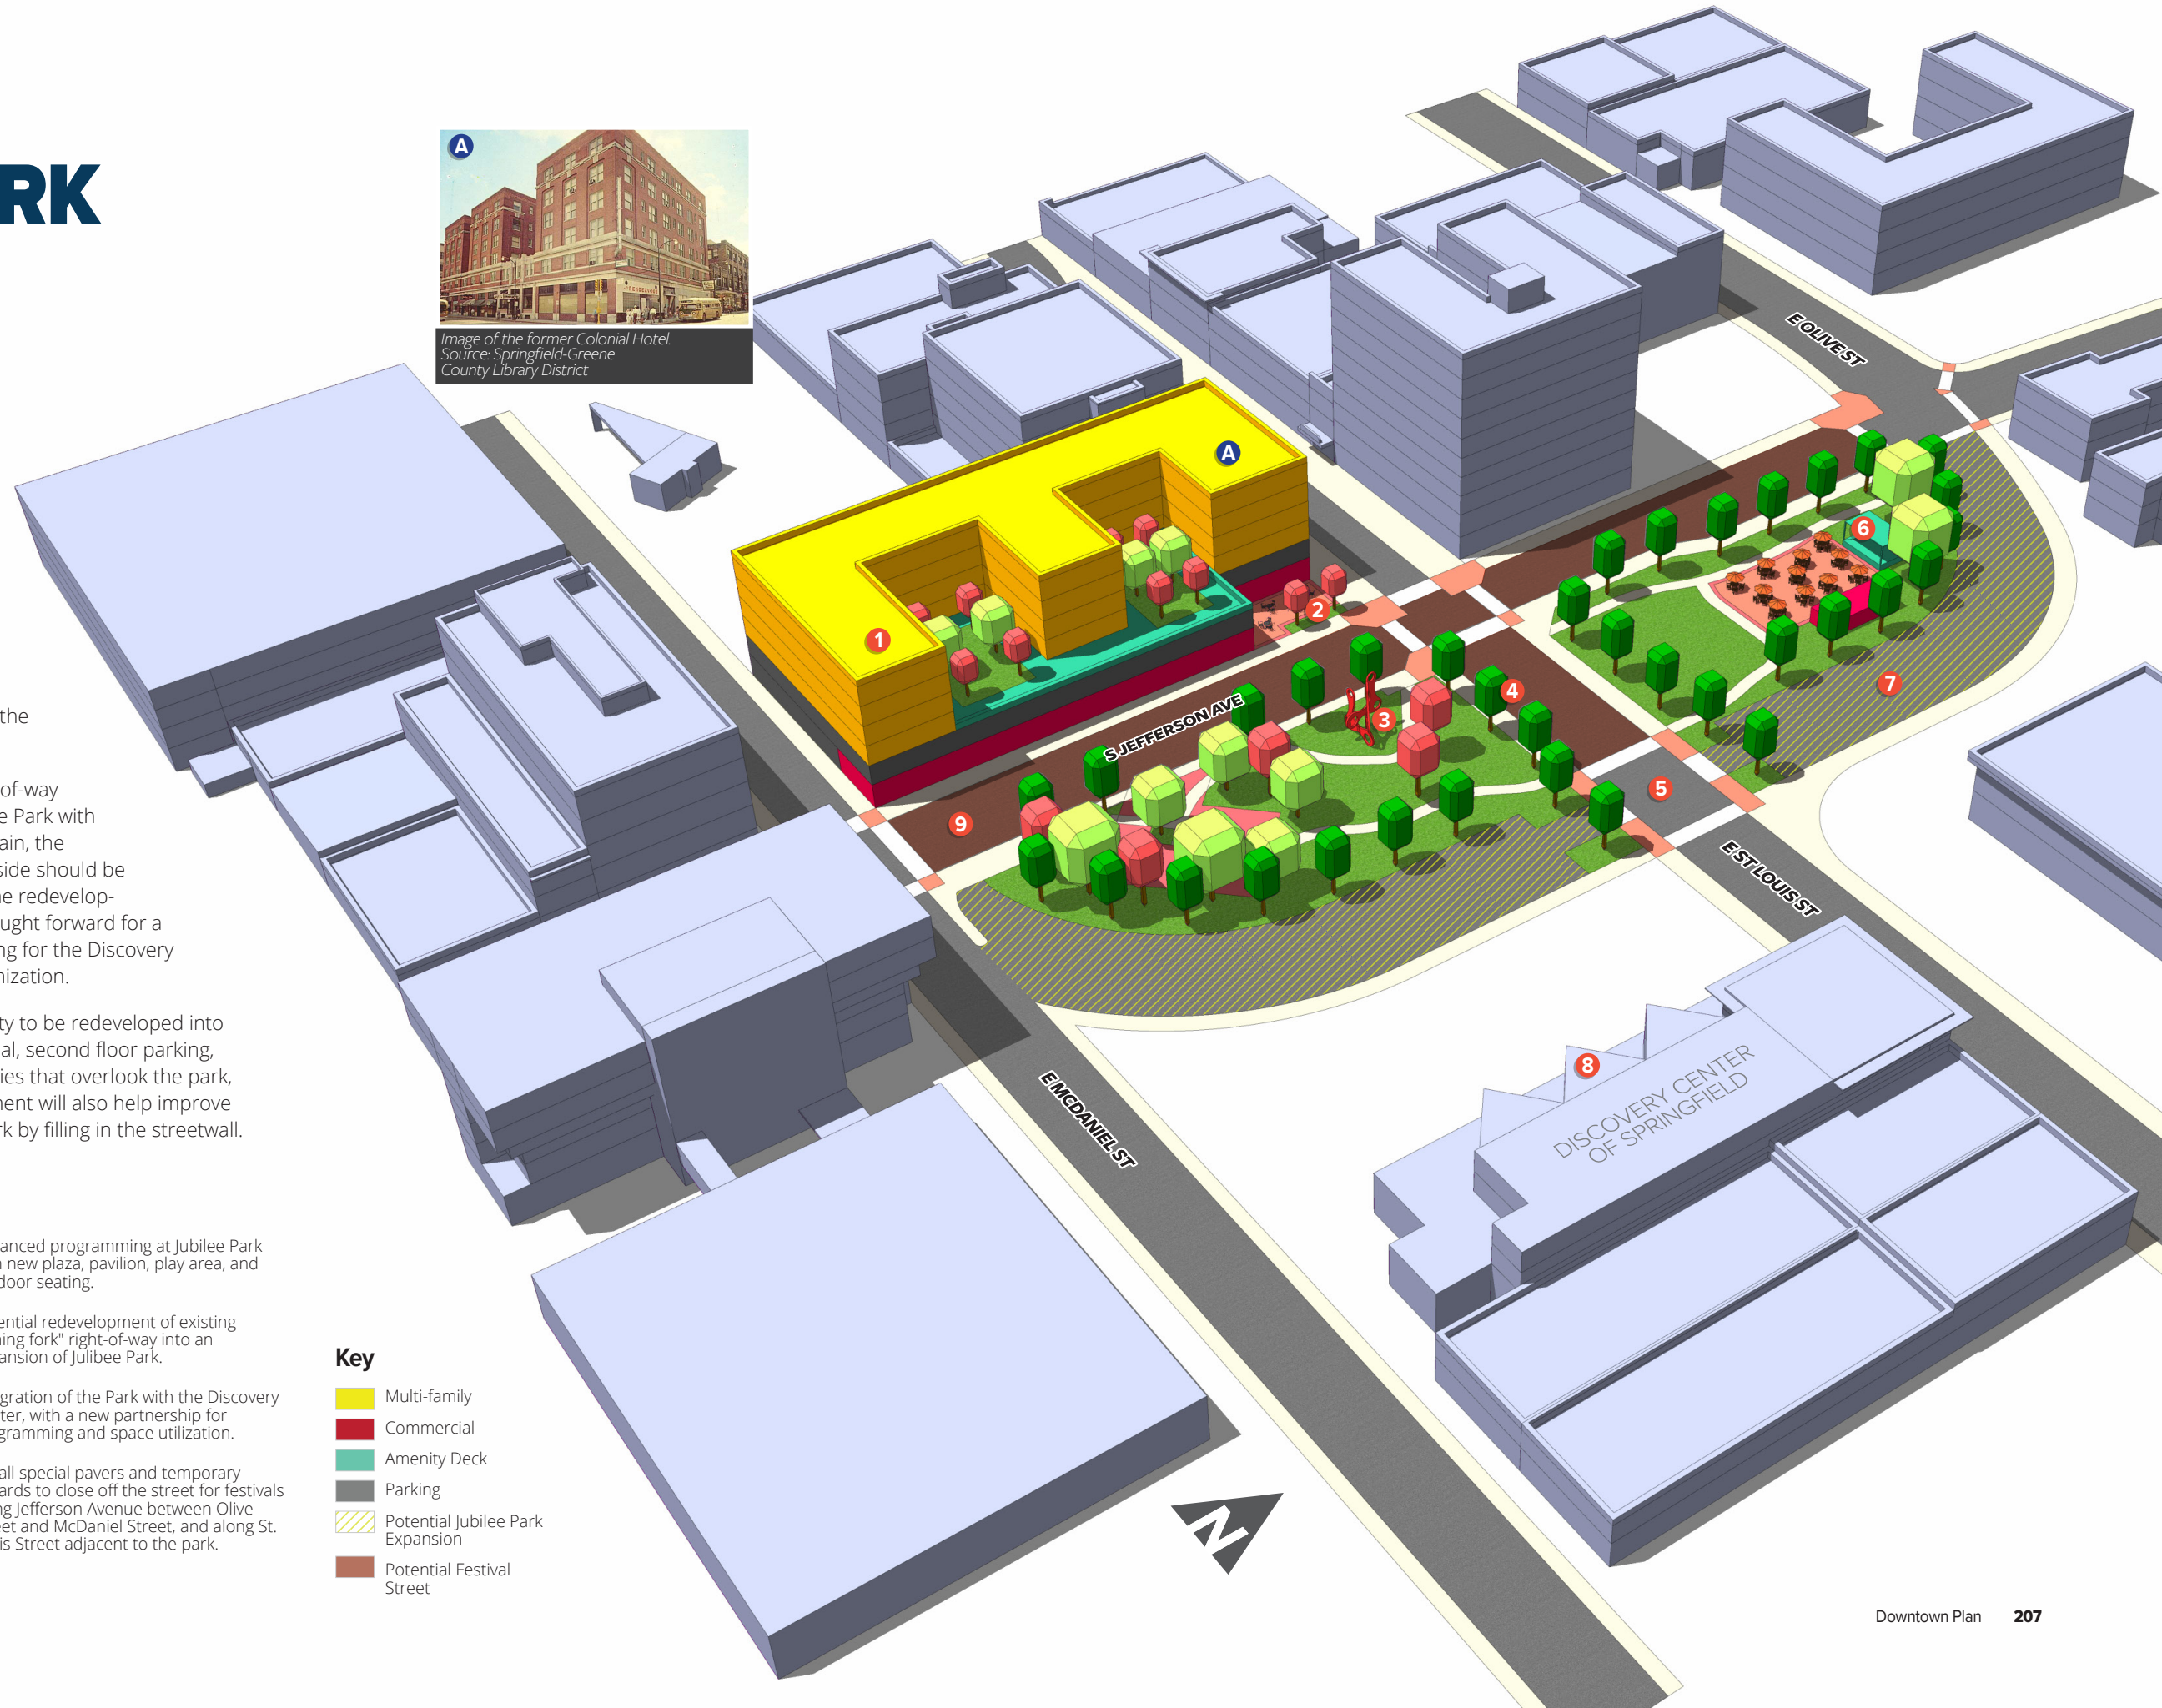 RK
A
Image of the former Colonial Hotel.
Source: Springfield-Greene
County Library District
the
of-way
e Park with
ain, the
side should be
ne redevelop-
ught forward for a
ng for the Discovery
nization.
ty to be redeveloped into
al, second floor parking,
ies that overlook the park,
nent will also help improve
rk by filling in the streetwall.
anced programming at Jubilee Park
n new plaza, pavilion, play area, and
door seating.
ential redevelopment of existing
ning fork" right-of-way into an
ansion of Julibee Park.
gration of the Park with the Discovery
ter, with a new partnership for
gramming and space utilization.
all special pavers and temporary
ards to close off the street for festivals
ng Jefferson Avenue between Olive
eet and McDaniel Street, and along St.
is Street adjacent to the park.
Key
Multi-family
Commercial
Amenity Deck
Parking
Potential Jubilee Park
Expansion
Potential Festival
Street
A
1
2
3
4
5
6
7
8
9
E OLIVE ST
S JEFFERSON AVE
E ST LOUIS ST
E MCDANIEL ST
DISCOVERY CENTER
OF SPRINGFIELD
N
Downtown Plan 207